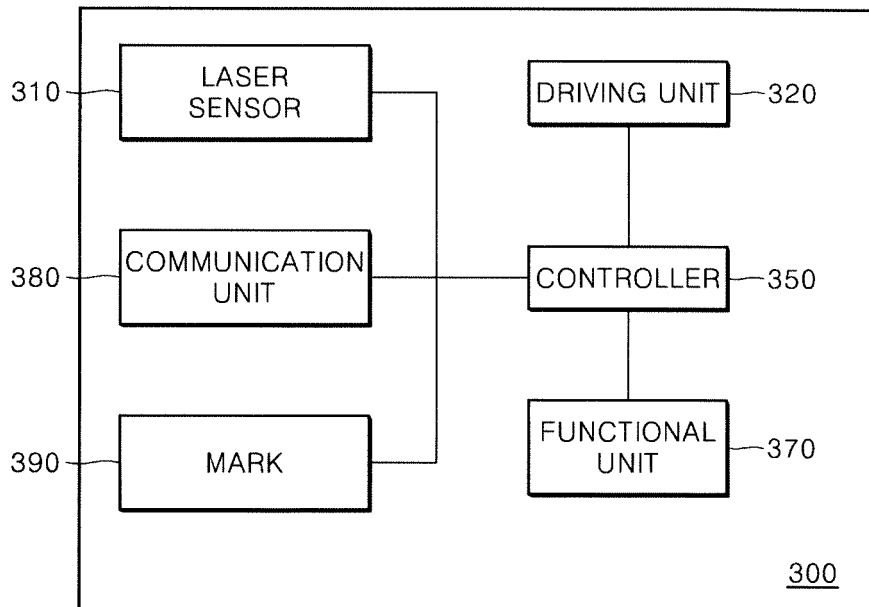 310
LASER
SENSOR
DRIVING UNIT
320
380
COMMUNICATION
UNIT
CONTROLLER
350
390
MARK
FUNCTIONAL
UNIT
370
300